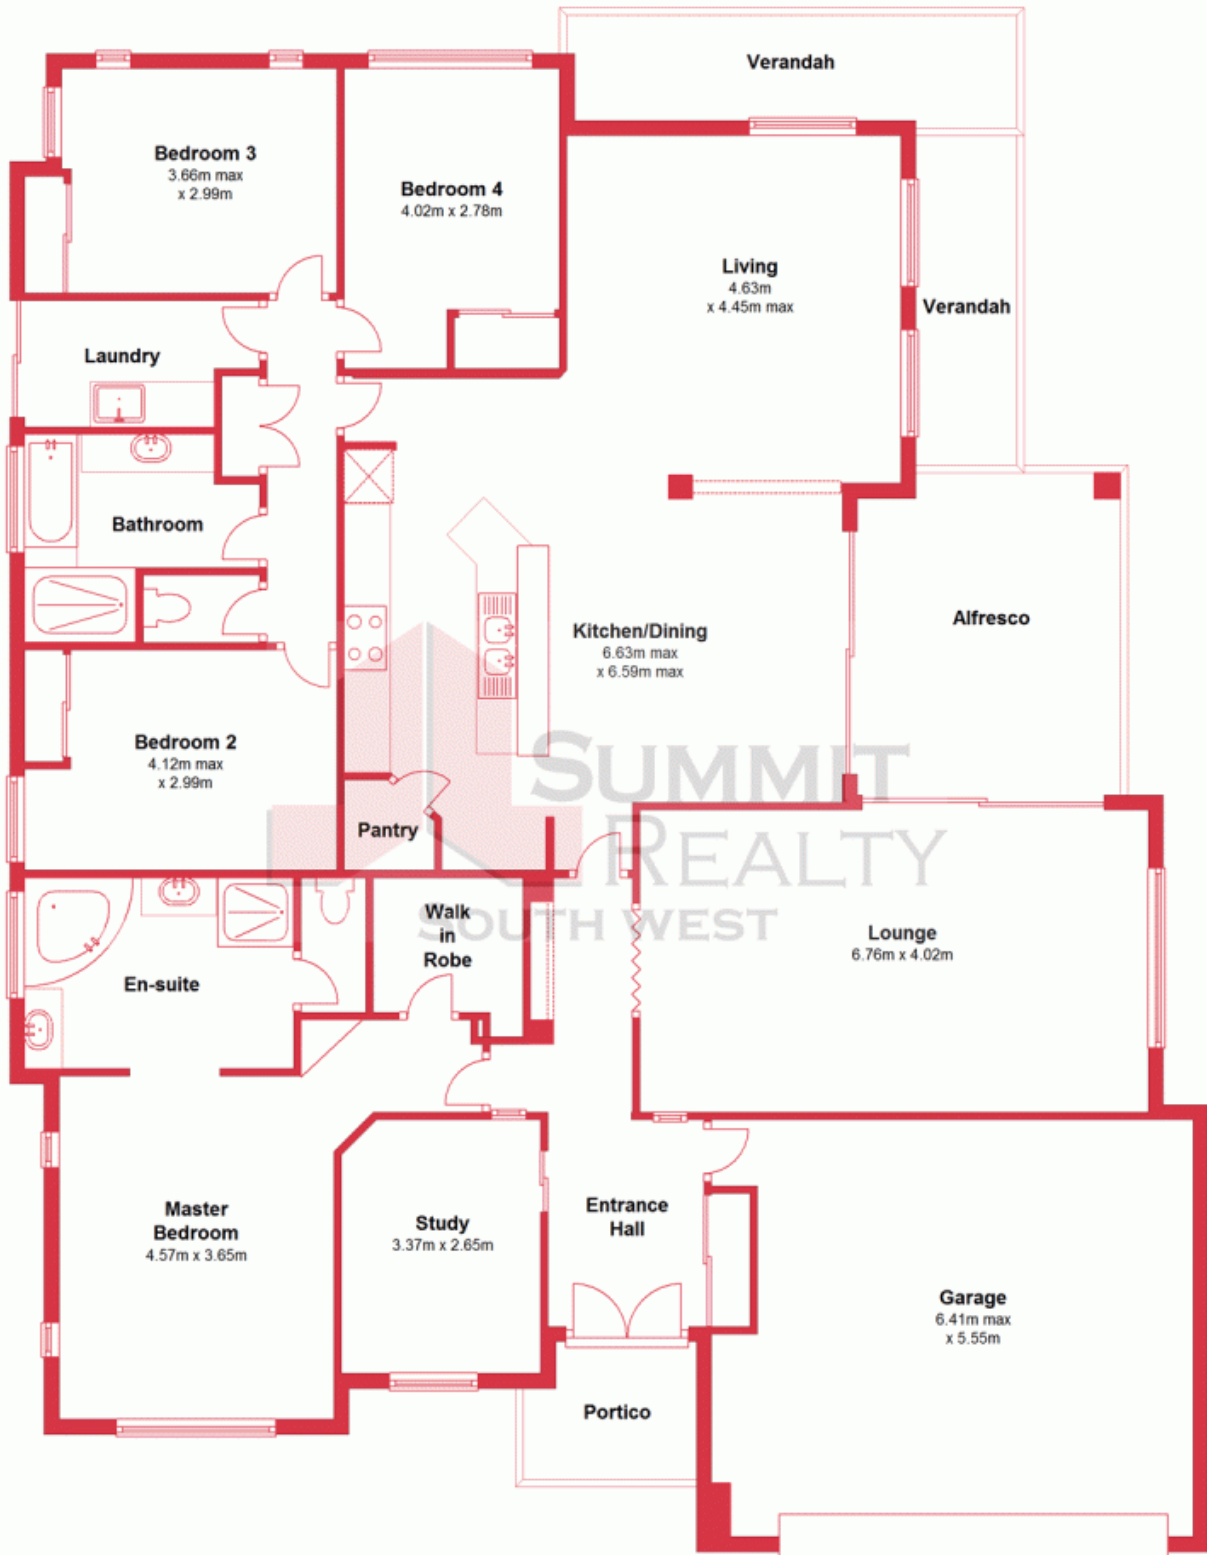 Verandah
Bedroom 3
3.66m max
x 2.99m
Bedroom 4
4.02m x 2.78m
Living
4.63m
x 4.45m max
Verandah
Laundry
Bathroom
Kitchen/Dining
6.63m max
x 6.59m max
Alfresco
Bedroom 2
4.12m max
x 2.99m
Pantry
SUMMIT
REALTY
SOUTH WEST
Walk
in
Robe
Lounge
6.76m x 4.02m
En-suite
Master
Bedroom
4.57m x 3.65m
Study
3.37m x 2.65m
Entrance
Hall
Garage
6.41m max
x 5.55m
Portico